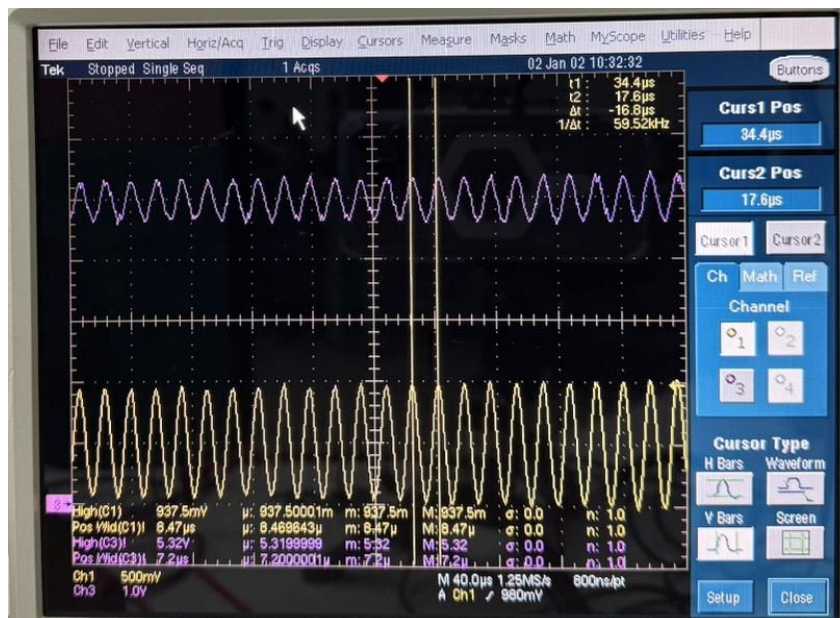 File Edit Vertical Horiz/Acq Trig Display Cursors Measure Masks Math MyScope Utilities Help
Tek Stopped Single Seq 1 Acqs 02 Jan 02 10:32:32
Buttons
t1 : 34.4µs
t2 : 17.6µs
Δt : -16.8µs
1/Δt : 59.52kHz
Curs1 Pos
34.4µs
Curs2 Pos
17.6µs
Cursor1 Cursor2
Ch Math Ref
Channel
1 2
3 4
Cursor Type
H Bars Waveform
V Bars Screen
Setup Close
3
High(C1) 937.5mV µ: 937.50001m m: 937.5m M: 937.5m σ: 0.0 n: 1.0
Pos Wid(C1)! 8.47µs µ: 8.469643µ m: 8.47µ M: 8.47µ σ: 0.0 n: 1.0
High(C3)! 5.32V µ: 5.3199999 m: 5.32 M: 5.32 σ: 0.0 n: 1.0
Pos Wid(C3)! 7.2µs µ: 7.2000001µ m: 7.2µ M: 7.2µ σ: 0.0 n: 1.0
Ch1 500mV M 40.0µs 1.25MS/s 800ns/pt
Ch3 1.0V A Ch1 980mV